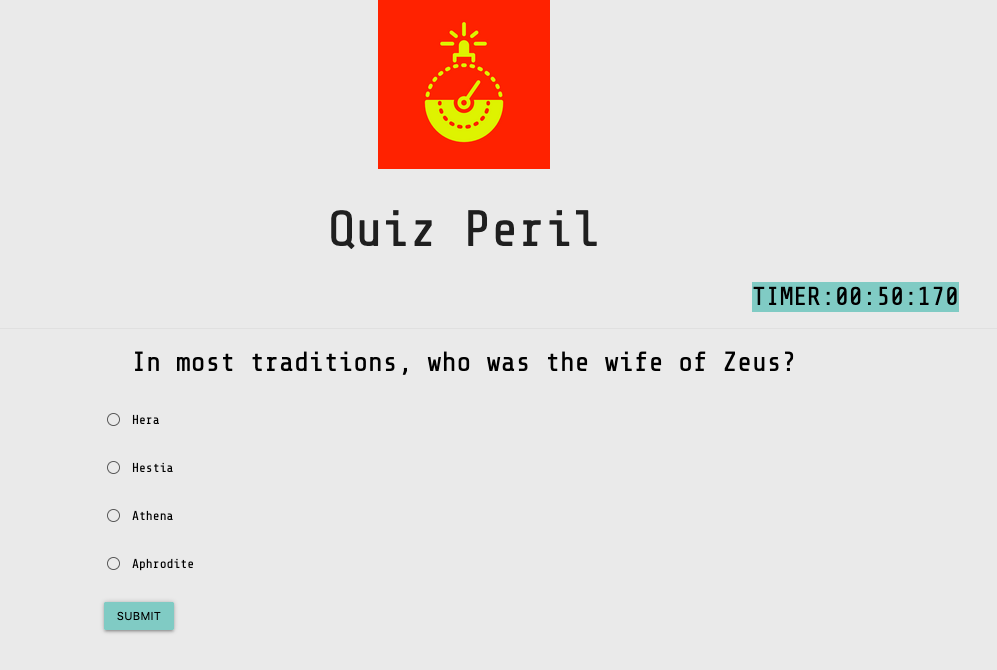 Quiz Peril
TIMER:00:50:170
In most traditions, who was the wife of Zeus?
Hera
Hestia
Athena
Aphrodite
SUBMIT